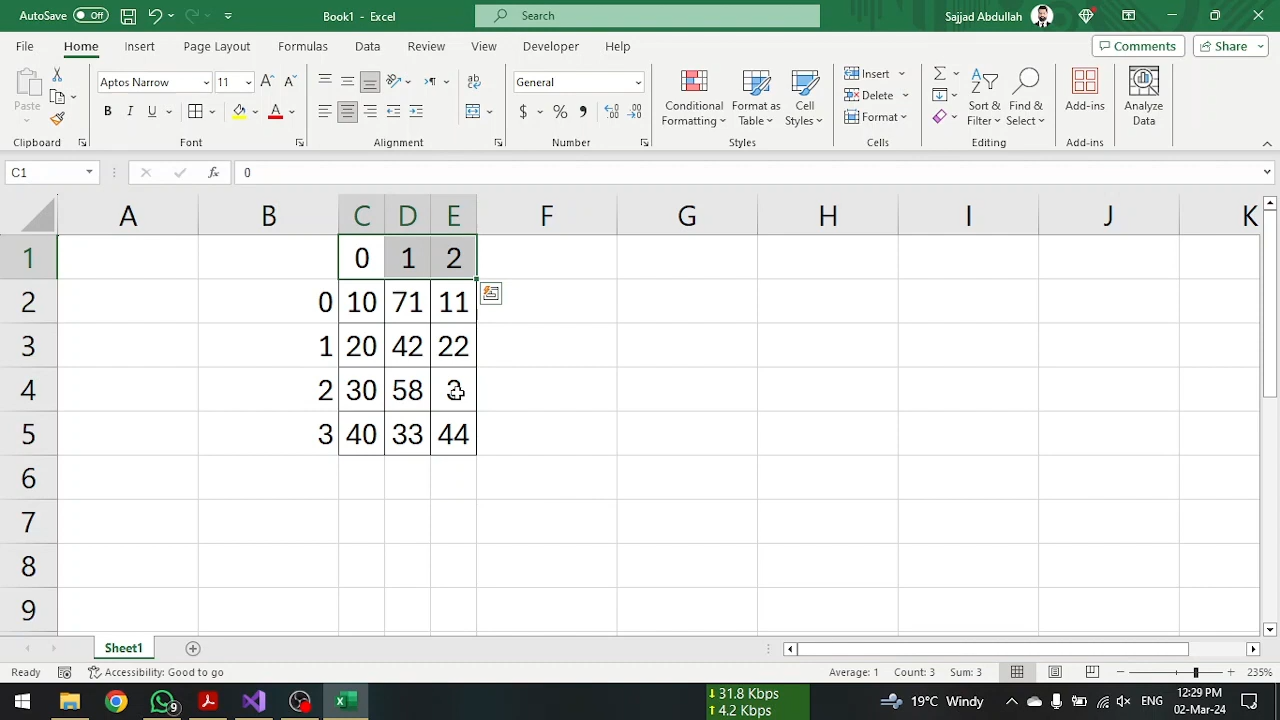 AutoSave Off Book1 - Excel Search Sajjad Abdullah
File Home Insert Page Layout Formulas Data Review View Developer Help Comments Share
Paste Aptos Narrow 11 A A ab General Conditional Formatting Format as Table Cell Styles Insert Delete Format Sort & Filter Find & Select Add-ins Analyze Data
B I U A $ % 9
Clipboard Font Alignment Number Styles Cells Editing Add-ins
C1 fx 0
A B C D E F G H I J K
1 0 1 2
2 0 10 71 11
3 1 20 42 22
4 2 30 58
5 3 40 33 44
6
7
8
9
Sheet1
Ready Accessibility: Good to go Average: 1 Count: 3 Sum: 3 235%
9 31.8 Kbps 4.2 Kbps 19°C Windy ENG 12:29 PM 02-Mar-24